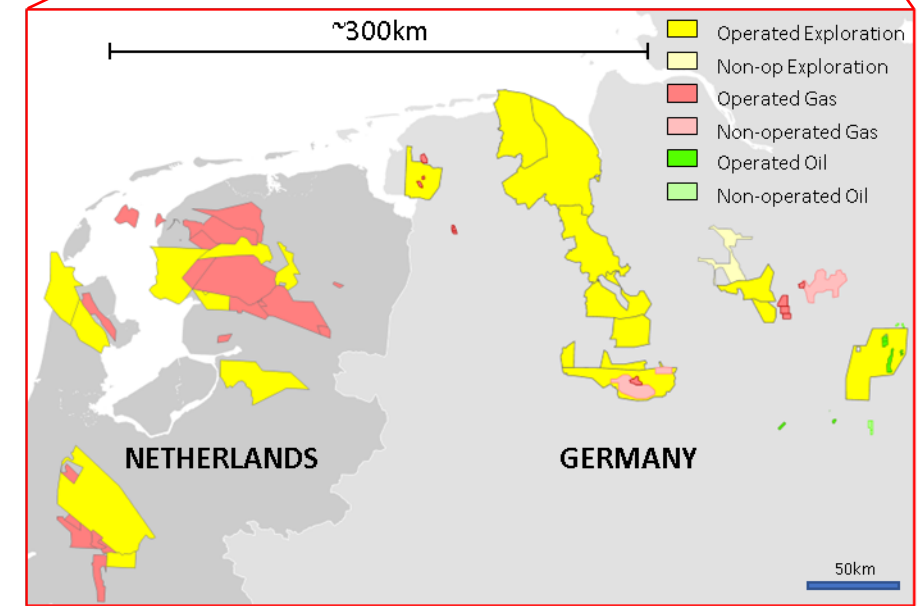 ~300km
Operated Exploration
Non-op Exploration
Operated Gas
Non-operated Gas
Operated Oil
Non-operated Oil
NETHERLANDS
GERMANY
50km